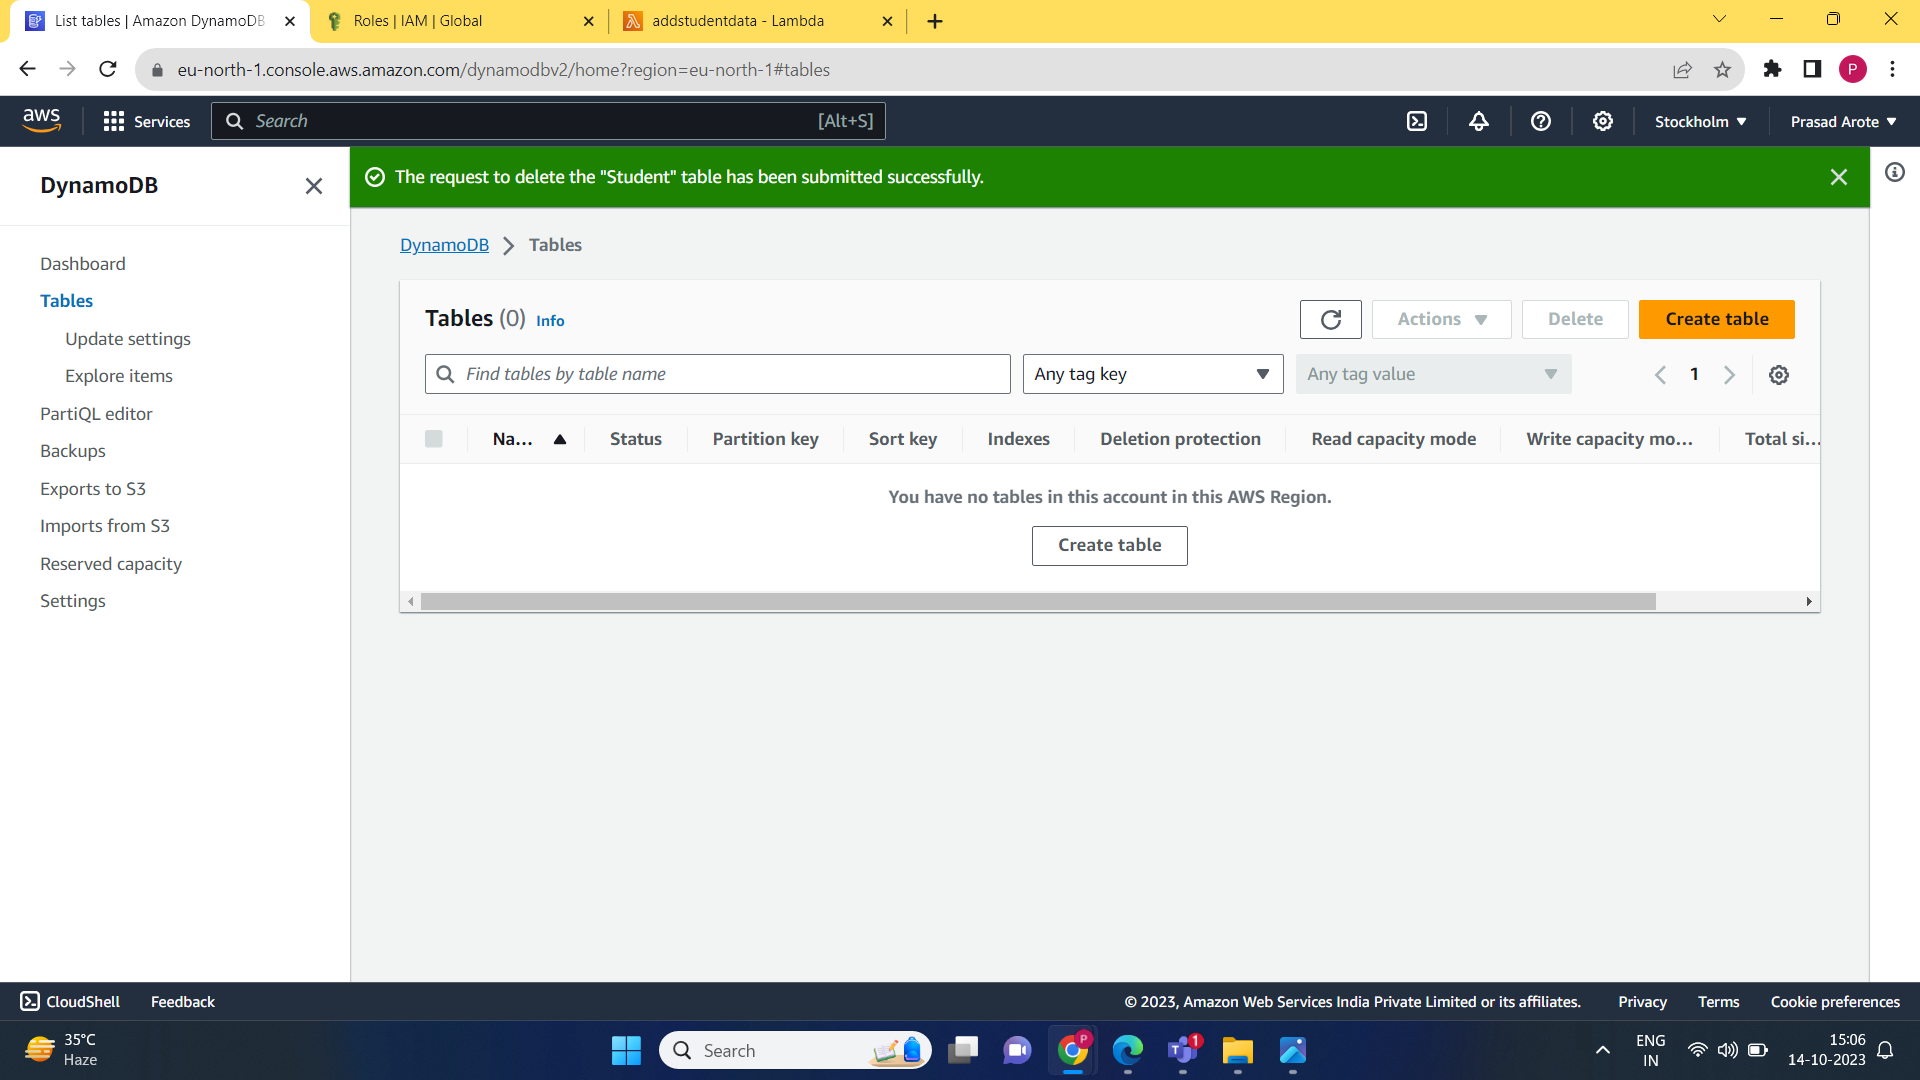 List tables | Amazon DynamoDB
Roles | IAM | Global
addstudentdata - Lambda
eu-north-1.console.aws.amazon.com/dynamodbv2/home?region=eu-north-1#tables
P
aws
Services
Search
[Alt+S]
Stockholm
Prasad Arote
DynamoDB
The request to delete the "Student" table has been submitted successfully.
Dashboard
Tables
Update settings
Explore items
PartiQL editor
Backups
Exports to S3
Imports from S3
Reserved capacity
Settings
DynamoDB
Tables
Tables (0) Info
Actions
Delete
Create table
Find tables by table name
Any tag key
Any tag value
1
Na...
Status
Partition key
Sort key
Indexes
Deletion protection
Read capacity mode
Write capacity mo...
Total si...
You have no tables in this account in this AWS Region.
Create table
CloudShell
Feedback
© 2023, Amazon Web Services India Private Limited or its affiliates.
Privacy
Terms
Cookie preferences
35°C
Haze
Search
P
1
ENG
IN
15:06
14-10-2023